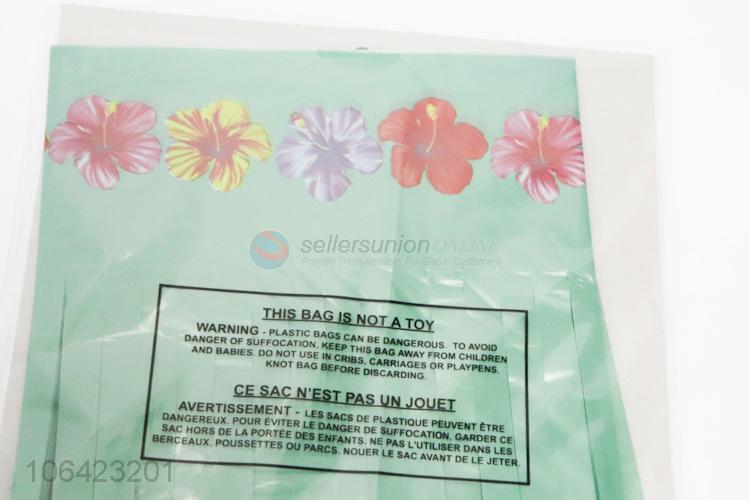 sellersunion ONLINE
Provide Trade Services For Global Customers
THIS BAG IS NOT A TOY
WARNING - PLASTIC BAGS CAN BE DANGEROUS. TO AVOID
DANGER OF SUFFOCATION, KEEP THIS BAG AWAY FROM CHILDREN
AND BABIES. DO NOT USE IN CRIBS, CARRIAGES OR PLAYPENS.
KNOT BAG BEFORE DISCARDING.
CE SAC N'EST PAS UN JOUET
AVERTISSEMENT - LES SACS DE PLASTIQUE PEUVENT ÊTRE
DANGEREUX. POUR ÉVITER LE DANGER DE SUFFOCATION, GARDER CE
SAC HORS DE LA PORTÉE DES ENFANTS. NE PAS L'UTILISER DANS LES
BERCEAUX, POUSSETTES OU PARCS. NOUER LE SAC AVANT DE LE JETER.
106423201